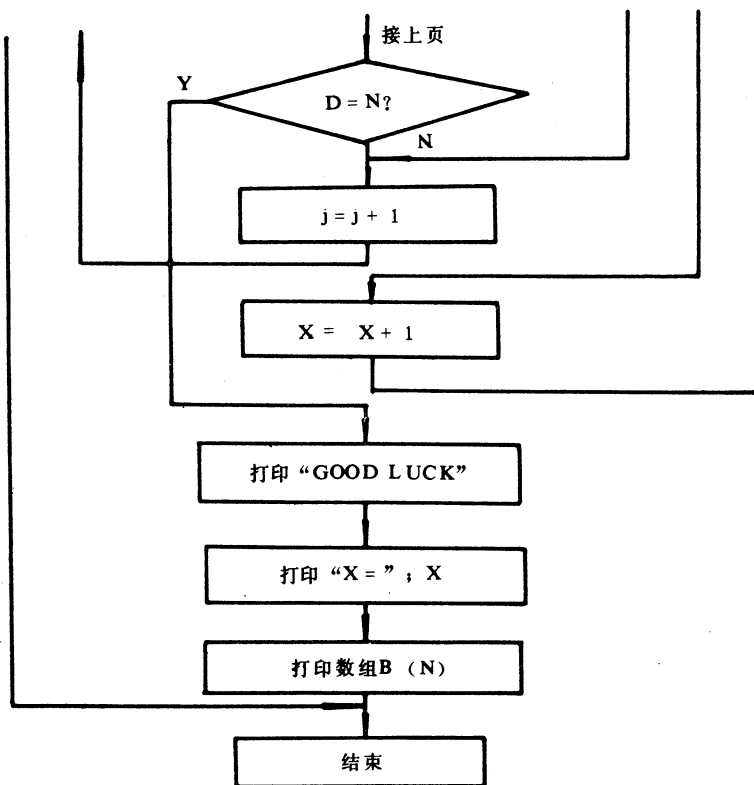 接上页
Y
D = N?
N
j = j + 1
X = X + 1
打印“GOOD LUCK”
打印“X = ”；X
打印数组B（N）
结束